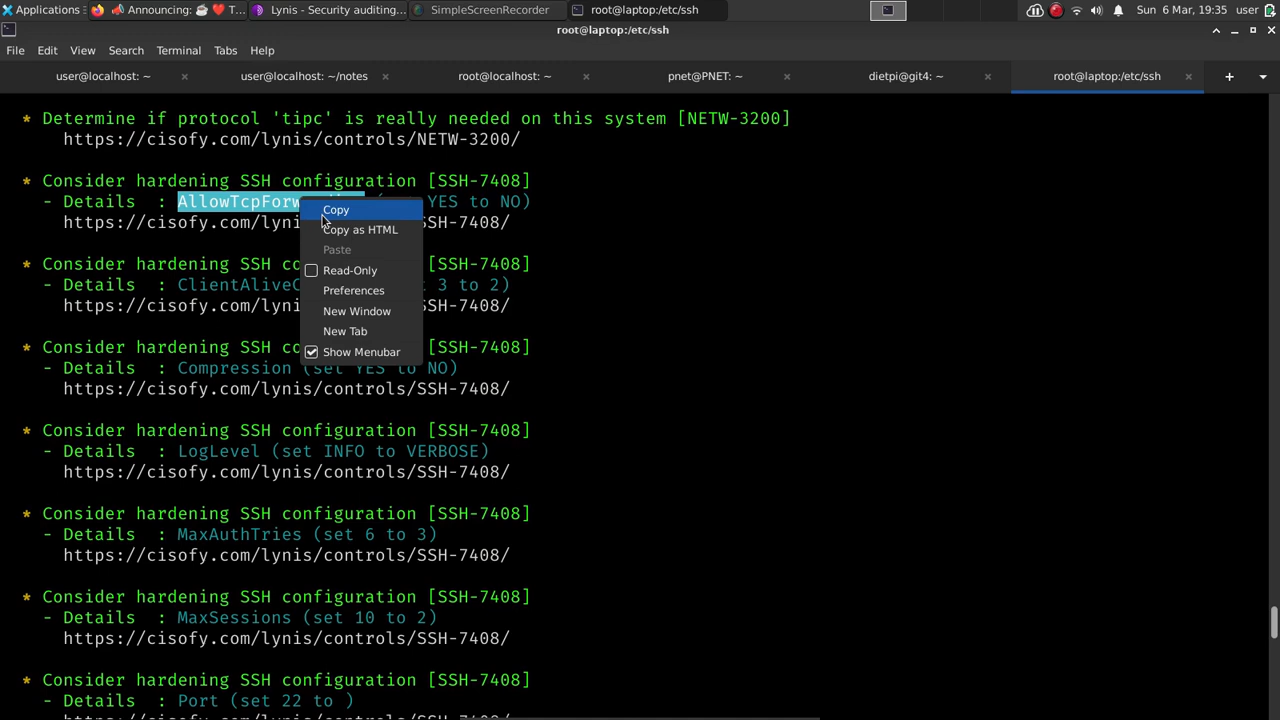 Applications
📣 Announcing: ☕ ❤️ T...
Lynis - Security auditing...
SimpleScreenRecorder
root@laptop:/etc/ssh
Sun 6 Mar, 19:35 user
root@laptop:/etc/ssh
File Edit View Search Terminal Tabs Help
user@localhost: ~ × user@localhost: ~/notes × root@localhost: ~ × pnet@PNET: ~ × dietpi@git4: ~ × root@laptop:/etc/ssh × +
* Determine if protocol 'tipc' is really needed on this system [NETW-3200]
https://cisofy.com/lynis/controls/NETW-3200/
* Consider hardening SSH configuration [SSH-7408]
- Details : AllowTcpForw YES to NO)
https://cisofy.com/lyni SH-7408/
* Consider hardening SSH co [SSH-7408]
- Details : ClientAliveC 3 to 2)
https://cisofy.com/lyni SH-7408/
* Consider hardening SSH co [SSH-7408]
- Details : Compression (set YES to NO)
https://cisofy.com/lynis/controls/SSH-7408/
* Consider hardening SSH configuration [SSH-7408]
- Details : LogLevel (set INFO to VERBOSE)
https://cisofy.com/lynis/controls/SSH-7408/
* Consider hardening SSH configuration [SSH-7408]
- Details : MaxAuthTries (set 6 to 3)
https://cisofy.com/lynis/controls/SSH-7408/
* Consider hardening SSH configuration [SSH-7408]
- Details : MaxSessions (set 10 to 2)
https://cisofy.com/lynis/controls/SSH-7408/
* Consider hardening SSH configuration [SSH-7408]
- Details : Port (set 22 to )
Copy
Copy as HTML
Paste
Read-Only
Preferences
New Window
New Tab
Show Menubar